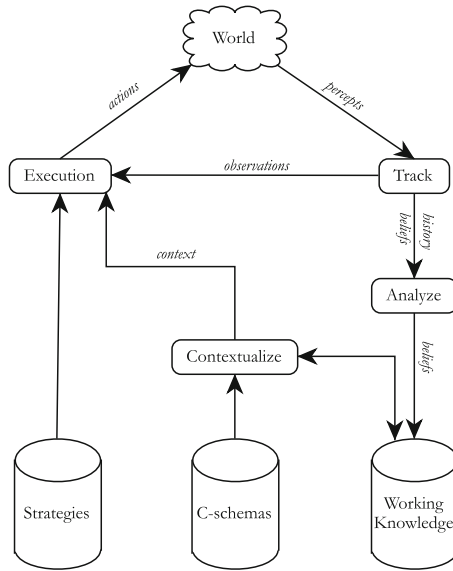 World
actions
percepts
Execution
observations
Track
history
beliefs
context
Analyze
Contextualize
beliefs
Strategies
C-schemas
Working
Knowledge